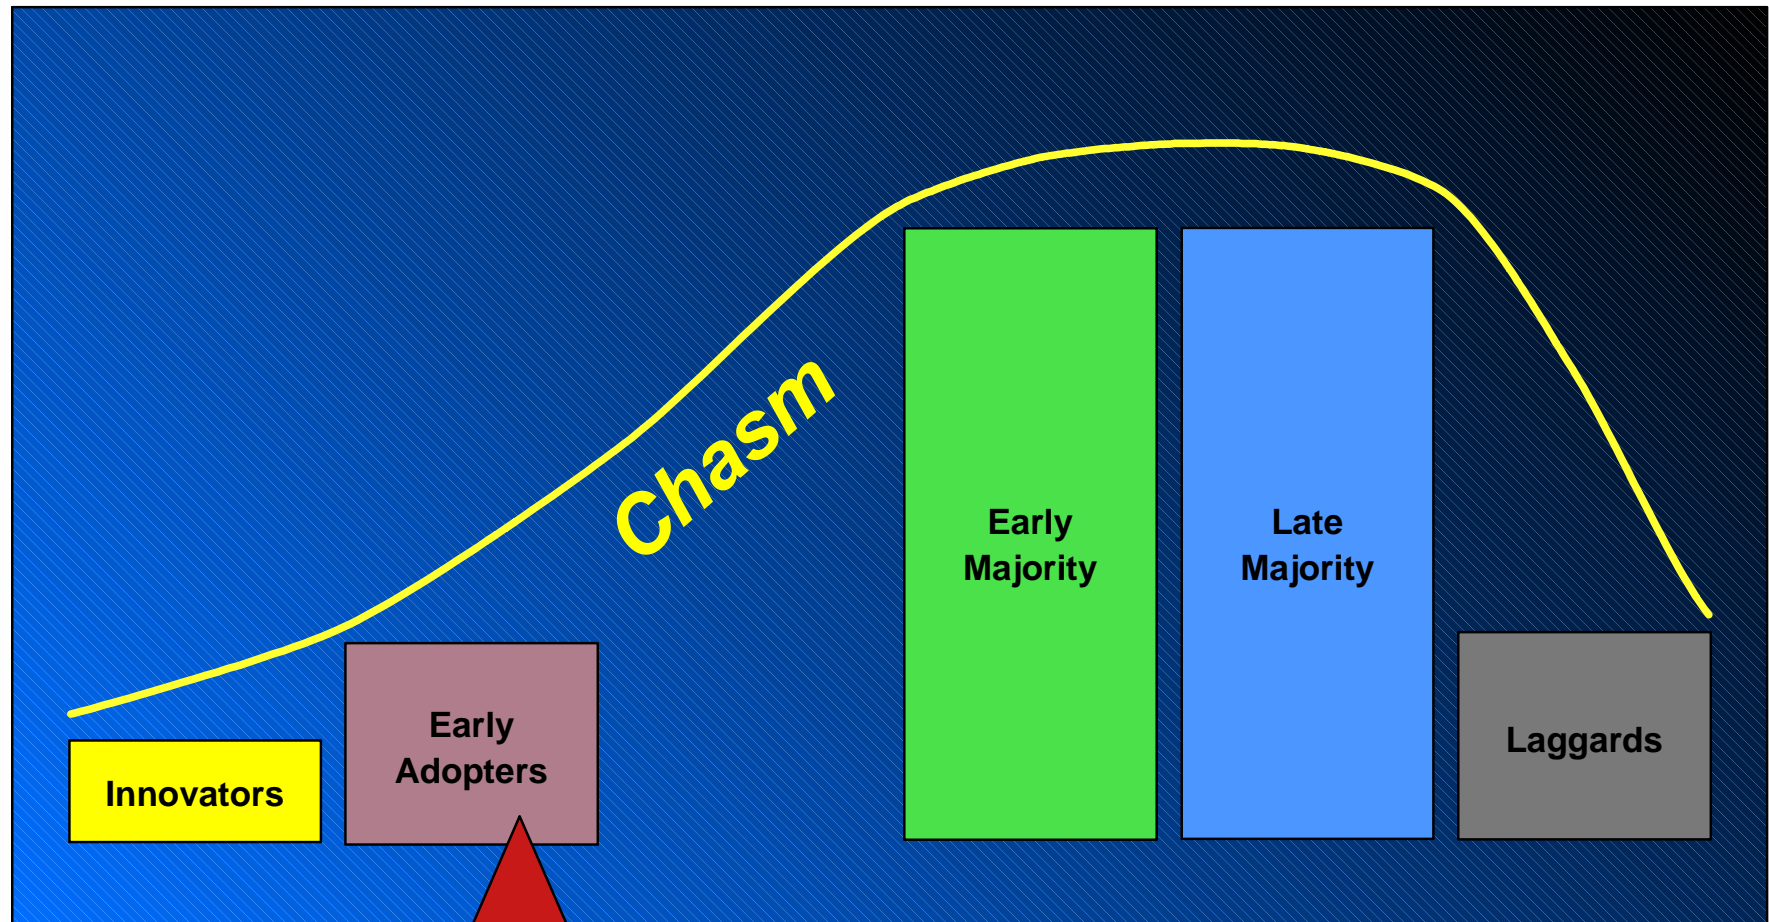 Chasm
Early
Majority
Late
Majority
Early
Adopters
Laggards
Innovators